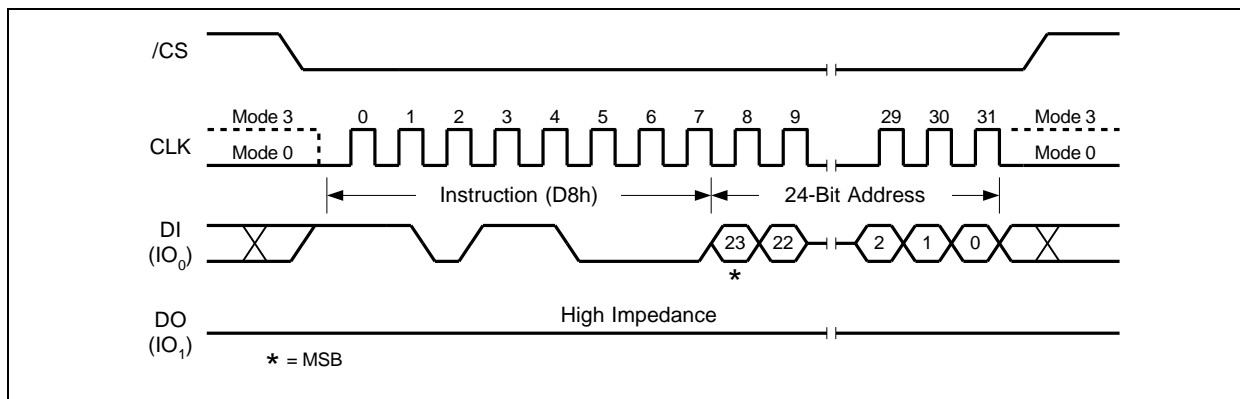 /CS
Mode 3 0 1 2 3 4 5 6 7 8 9 29 30 31 Mode 3
CLK
Mode 0 Mode 0
Instruction (D8h) 24-Bit Address
DI
(IO₀)
23 22 2 1 0
*
High Impedance
DO
(IO₁)
* = MSB